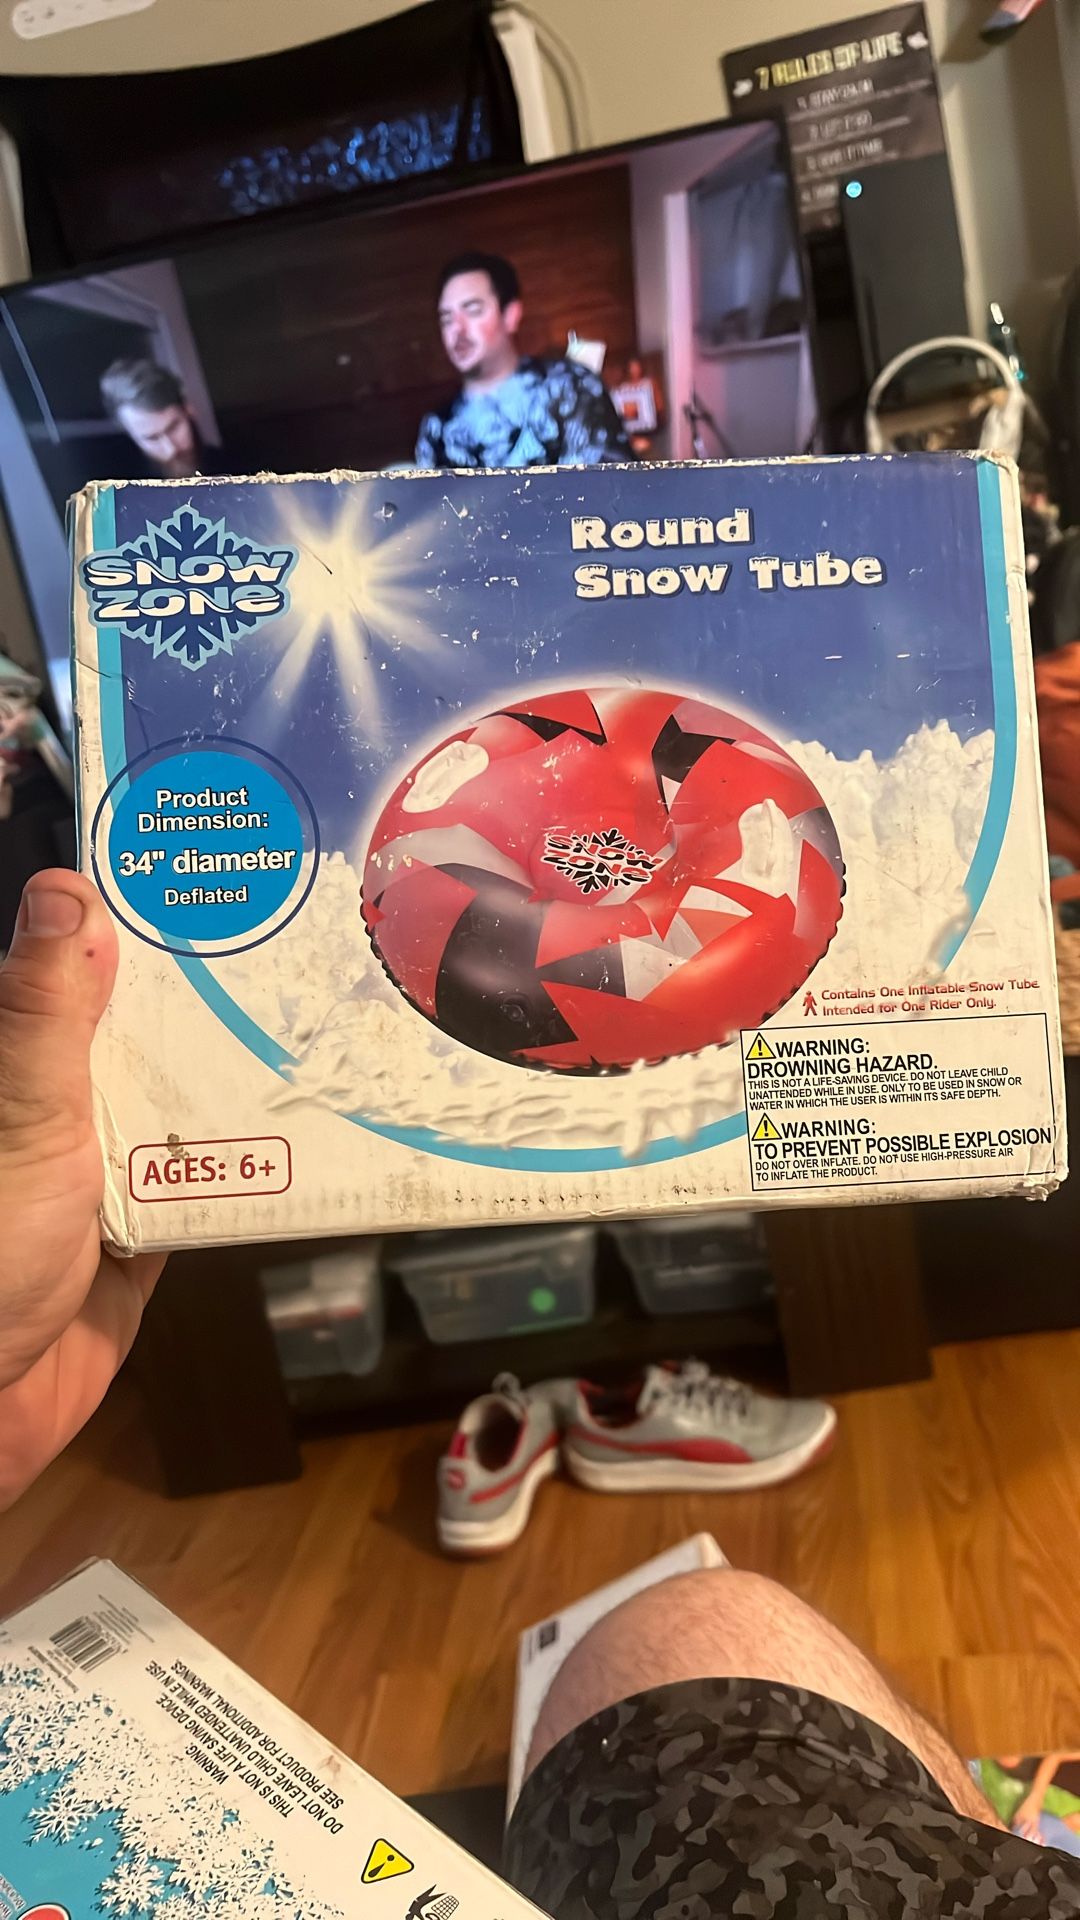 7 RULES OF LIFE
SNOW
ZONE
Round
Snow Tube
Product
Dimension:
34" diameter
Deflated
SNOW
ZONE
Contains One Inflatable Snow Tube
Intended for One Rider Only.
WARNING:
DROWNING HAZARD.
THIS IS NOT A LIFE-SAVING DEVICE. DO NOT LEAVE CHILD
UNATTENDED WHILE IN USE. ONLY TO BE USED IN SNOW OR
WATER IN WHICH THE USER IS WITHIN ITS SAFE DEPTH.
WARNING:
TO PREVENT POSSIBLE EXPLOSION
DO NOT OVER INFLATE. DO NOT USE HIGH-PRESSURE AIR
TO INFLATE THE PRODUCT.
AGES: 6+
WARNING:
THIS IS NOT A LIFE SAVING DEVICE
DO NOT LEAVE CHILD UNATTENDED WHILE IN USE.
SEE PRODUCT FOR ADDITIONAL WARNINGS